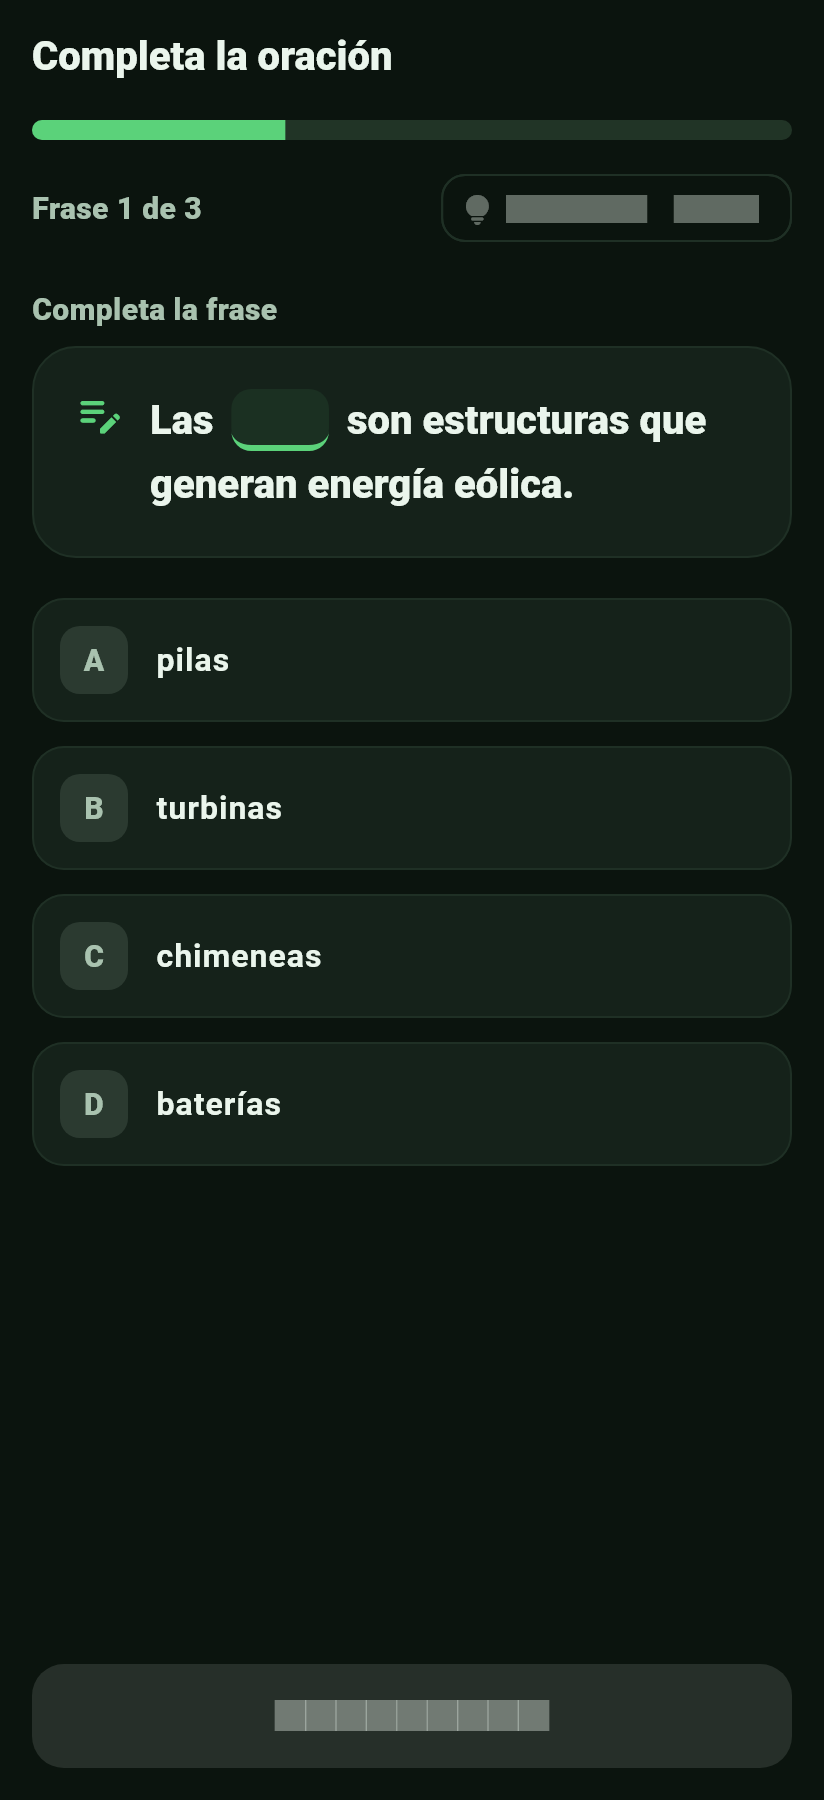 Completa la oración
Frase 1 de 3
Completa la frase
Las son estructuras que
generan energía eólica.
A pilas
B turbinas
C chimeneas
D baterías